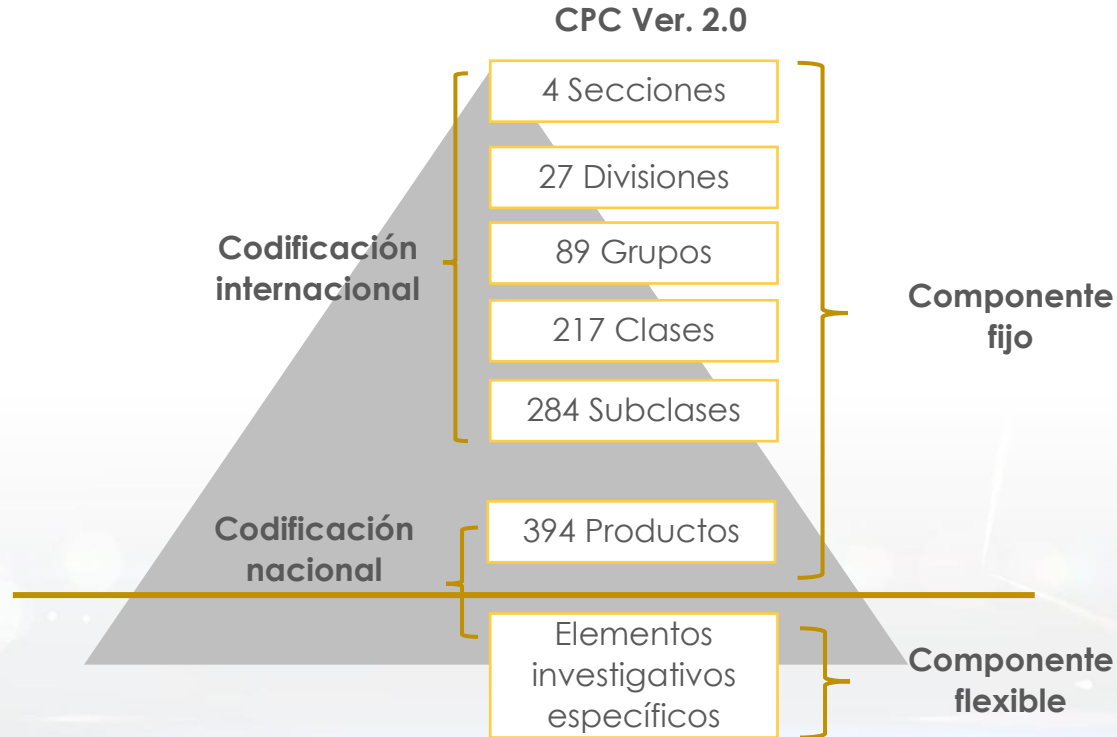 CPC Ver. 2.0
4 Secciones
27 Divisiones
89 Grupos
217 Clases
284 Subclases
394 Productos
Elementos
investigativos
específicos
Codificación
internacional
Codificación
nacional
Componente
fijo
Componente
flexible